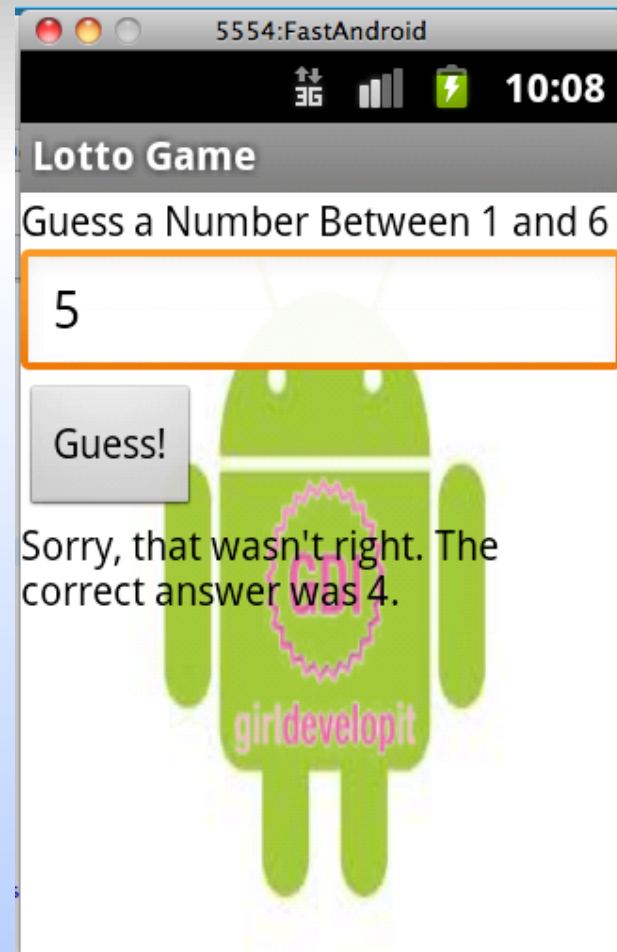 5554:FastAndroid
3G 10:08
Lotto Game
Guess a Number Between 1 and 6
5
Guess!
Sorry, that wasn't right. The
correct answer was 4.
GDI
girldevelopit